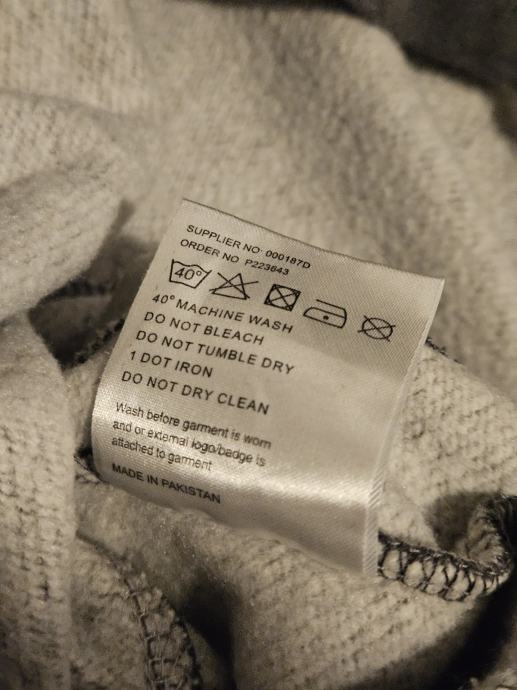 SUPPLIER NO: 000187D
ORDER NO P223643
40°
40° MACHINE WASH
DO NOT BLEACH
DO NOT TUMBLE DRY
1 DOT IRON
DO NOT DRY CLEAN
Wash before garment is worn
and or external logo/badge is
attached to garment
MADE IN PAKISTAN